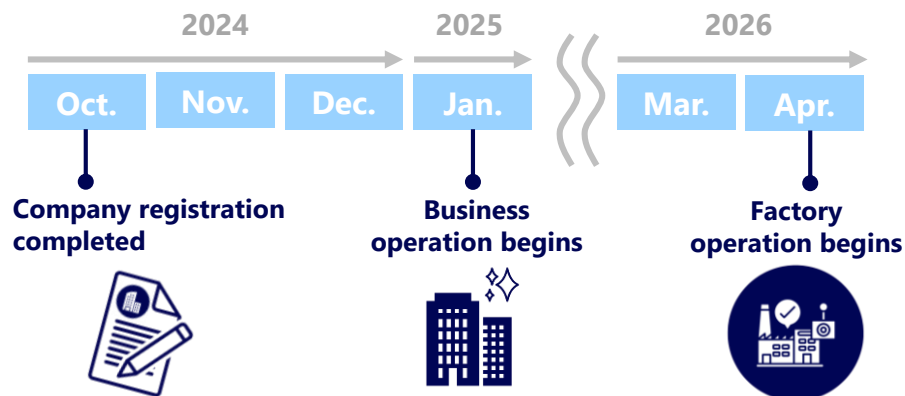 2024
2025
2026
Oct.
Nov.
Dec.
Jan.
Mar.
Apr.
Company registration
completed
Business
operation begins
Factory
operation begins